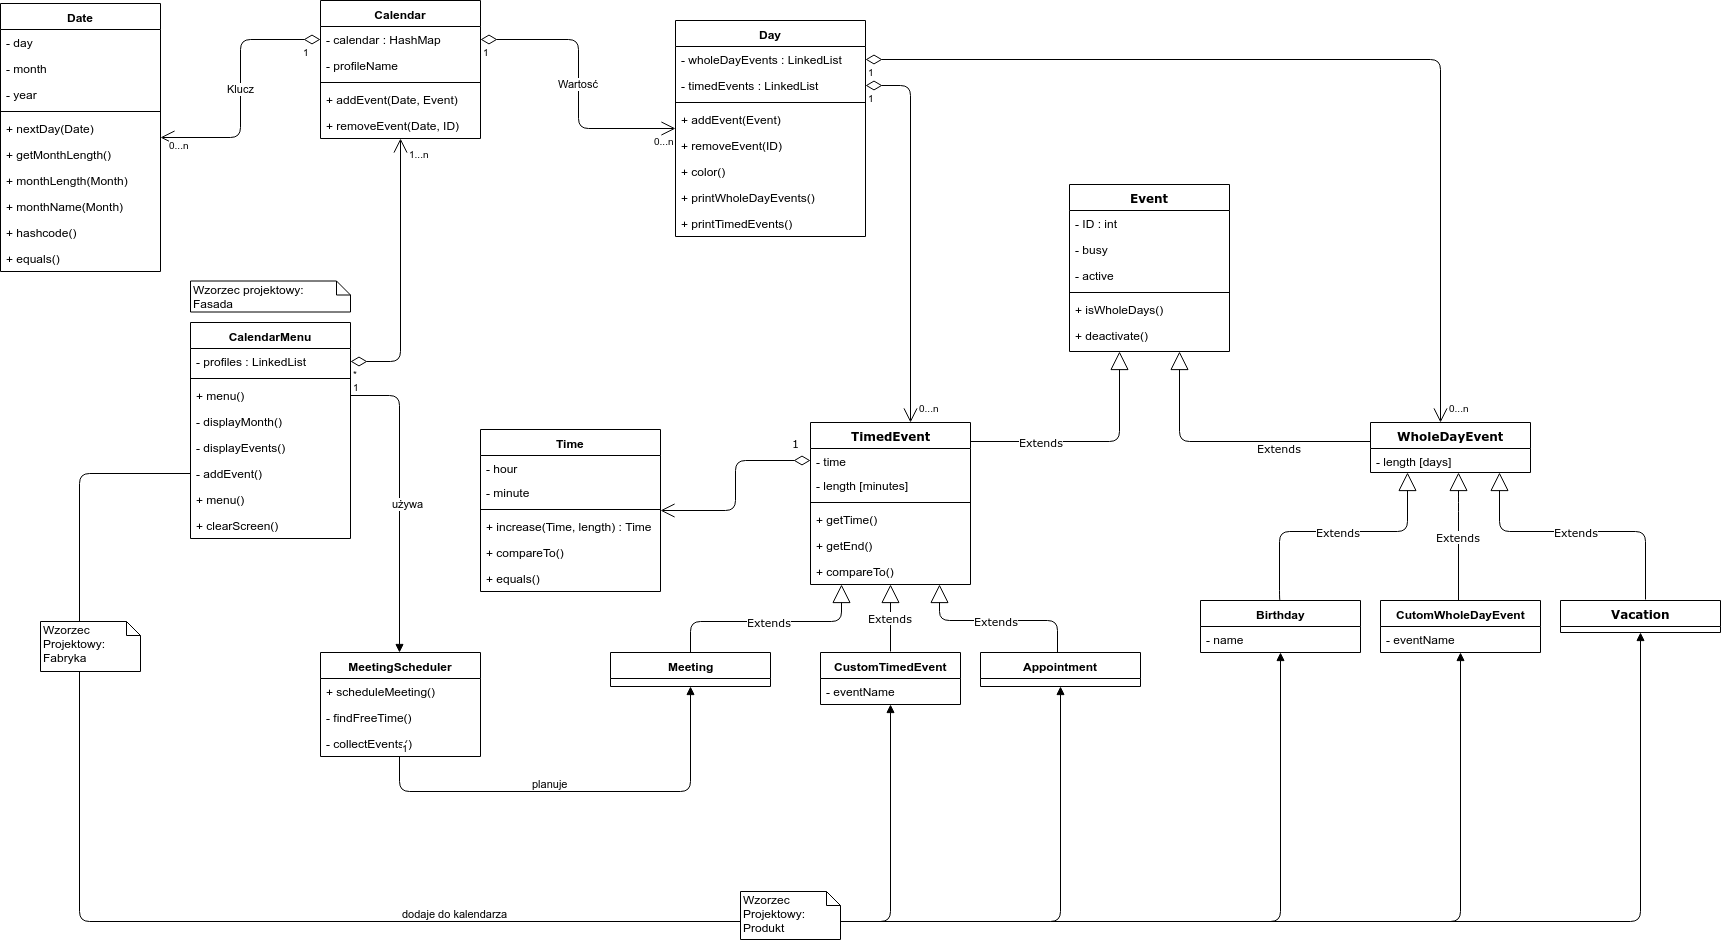 Date
- day
- month
- year
+ nextDay(Date)
+ getMonthLength()
+ monthLength(Month)
+ monthName(Month)
+ hashcode()
+ equals()
Klucz
1
0...n
Calendar
- calendar : HashMap
- profileName
+ addEvent(Date, Event)
+ removeEvent(Date, ID)
1
Wartosć
0...n
1...n
Day
- wholeDayEvents : LinkedList
- timedEvents : LinkedList
+ addEvent(Event)
+ removeEvent(ID)
+ color()
+ printWholeDayEvents()
+ printTimedEvents()
1
1
Event
- ID : int
- busy
- active
+ isWholeDays()
+ deactivate()
Wzorzec projektowy:
Fasada
CalendarMenu
- profiles : LinkedList
+ menu()
- displayMonth()
- displayEvents()
- addEvent()
+ menu()
+ clearScreen()
*
1
używa
Time
- hour
- minute
+ increase(Time, length) : Time
+ compareTo()
+ equals()
1
0...n
TimedEvent
- time
- length [minutes]
+ getTime()
+ getEnd()
+ compareTo()
Extends
Extends
0...n
WholeDayEvent
- length [days]
Extends
Extends
Extends
Birthday
- name
CutomWholeDayEvent
- eventName
Vacation
Wzorzec
Projektowy:
Fabryka
MeetingScheduler
+ scheduleMeeting()
- findFreeTime()
- collectEvents()
1
planuje
Extends
Extends
Extends
Meeting
CustomTimedEvent
- eventName
Appointment
dodaje do kalendarza
Wzorzec
Projektowy:
Produkt